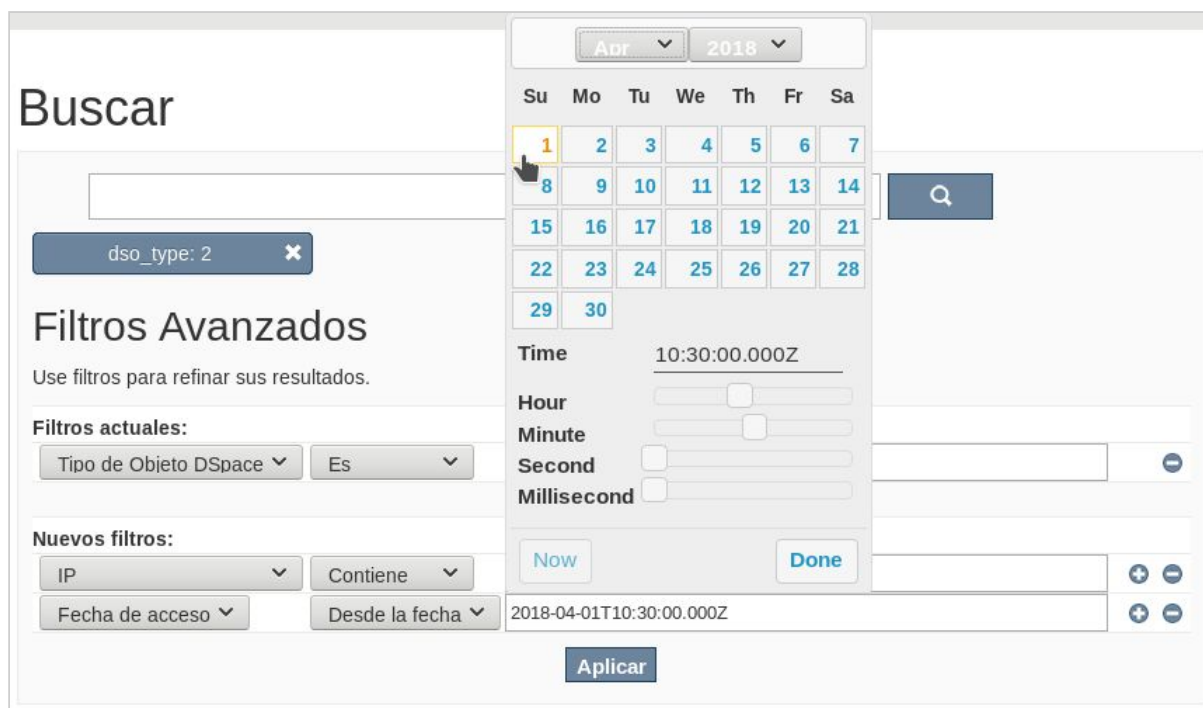 Apr 2018
Buscar
Su Mo Tu We Th Fr Sa
1 2 3 4 5 6 7
8 9 10 11 12 13 14
15 16 17 18 19 20 21
22 23 24 25 26 27 28
29 30
dso_type: 2
Filtros Avanzados
Use filtros para refinar sus resultados.
Time 10:30:00.000Z
Hour
Minute
Second
Millisecond
Now Done
Filtros actuales:
Tipo de Objeto DSpace Es
Nuevos filtros:
IP Contiene
Fecha de acceso Desde la fecha 2018-04-01T10:30:00.000Z
Aplicar